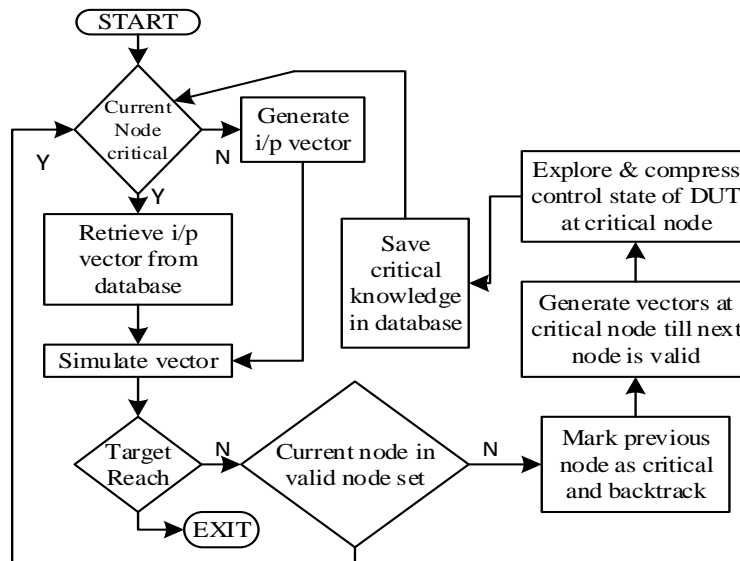 START
Current
Node
critical
Y
N
Y
Generate
i/p vector
Retrieve i/p
vector from
database
Simulate vector
Target
Reach
N
EXIT
Current node in
valid node set
N
Mark previous
node as critical
and backtrack
Generate vectors at
critical node till next
node is valid
Explore & compress
control state of DUT
at critical node
Save
critical
knowledge
in database